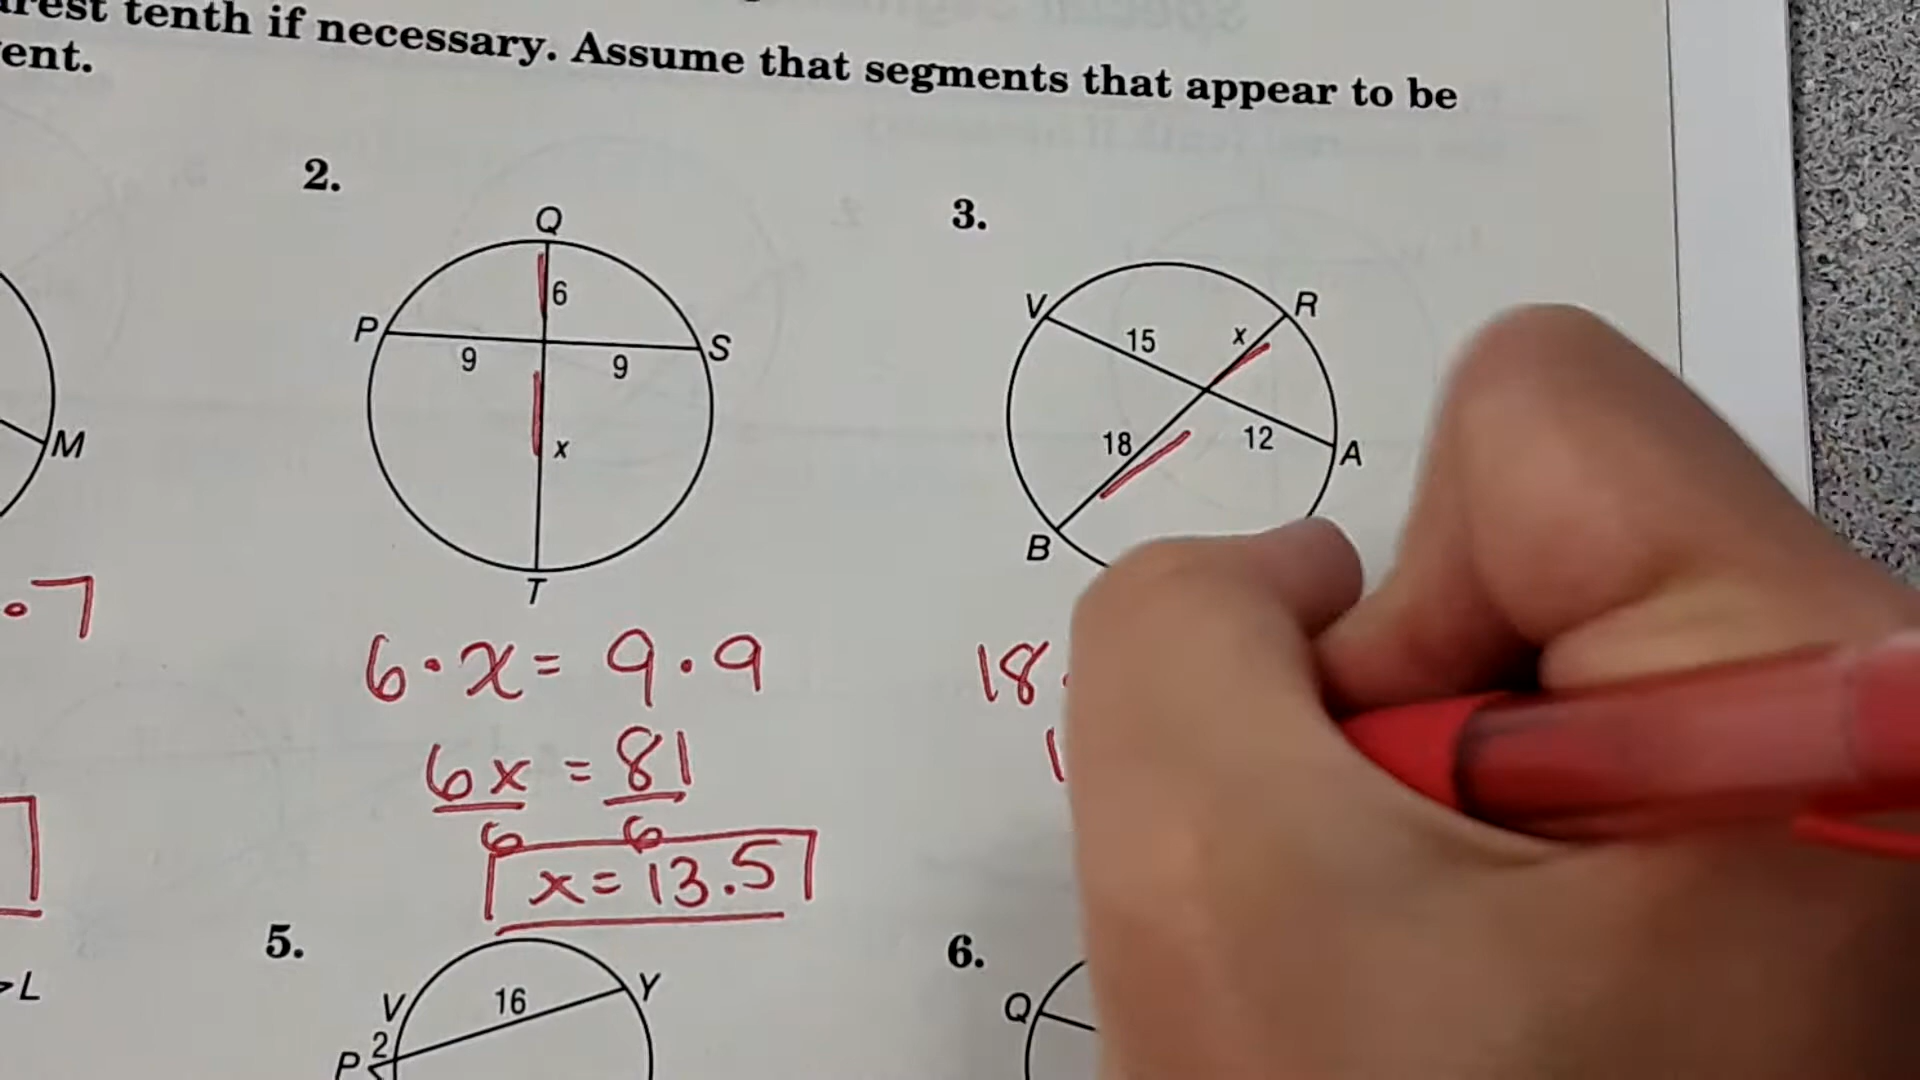 tenth if necessary. Assume that segments that appear to be
ent.
2.
Q
6
P
S
9
9
x
T
6·x = 9·9
6x = 81
6 6
x = 13.5
3.
V
R
15
x
18
12
A
B
18
M
·7
L
5.
V
16
Y
2
P
6.
Q